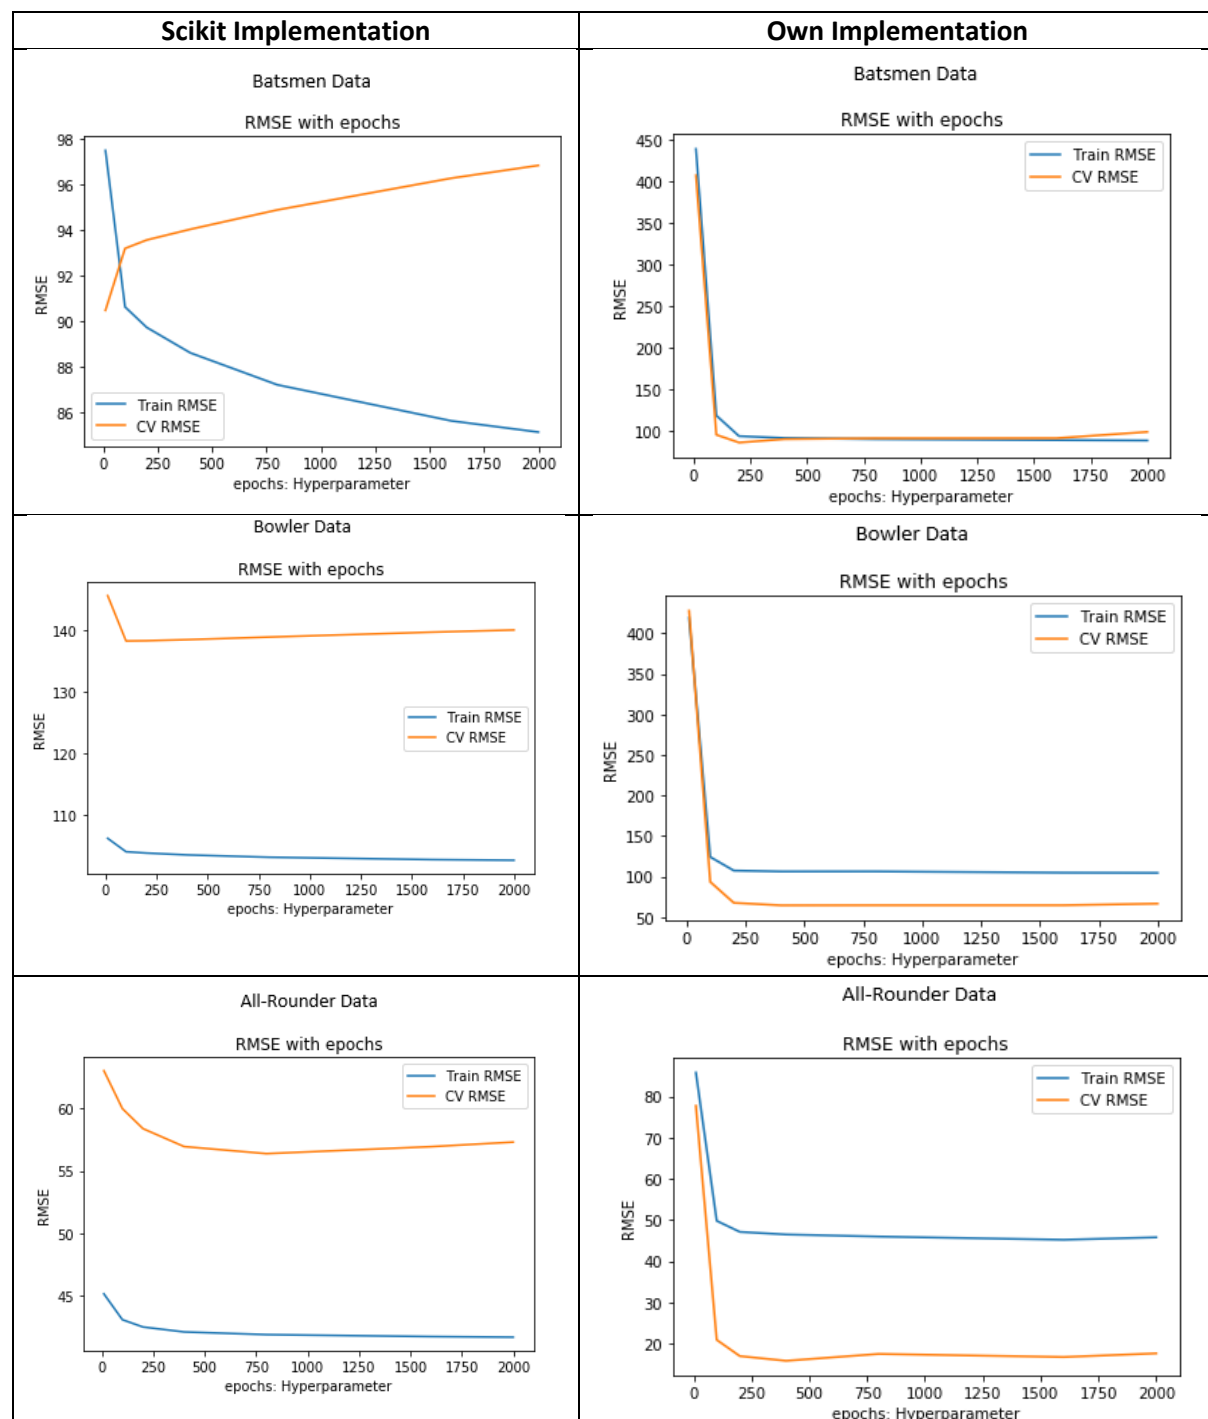 Scikit Implementation
Own Implementation
Batsmen Data
RMSE with epochs
98
96
94
92
90
88
86
RMSE
Train RMSE
CV RMSE
0 250 500 750 1000 1250 1500 1750 2000
epochs: Hyperparameter
Batsmen Data
RMSE with epochs
450
400
350
300
250
200
150
100
RMSE
Train RMSE
CV RMSE
0 250 500 750 1000 1250 1500 1750 2000
epochs: Hyperparameter
Bowler Data
RMSE with epochs
140
130
120
110
RMSE
Train RMSE
CV RMSE
0 250 500 750 1000 1250 1500 1750 2000
epochs: Hyperparameter
Bowler Data
RMSE with epochs
400
350
300
250
200
150
100
50
RMSE
Train RMSE
CV RMSE
0 250 500 750 1000 1250 1500 1750 2000
epochs: Hyperparameter
All-Rounder Data
RMSE with epochs
60
55
50
45
RMSE
Train RMSE
CV RMSE
0 250 500 750 1000 1250 1500 1750 2000
epochs: Hyperparameter
All-Rounder Data
RMSE with epochs
80
70
60
50
40
30
20
RMSE
Train RMSE
CV RMSE
0 250 500 750 1000 1250 1500 1750 2000
epochs: Hyperparameter